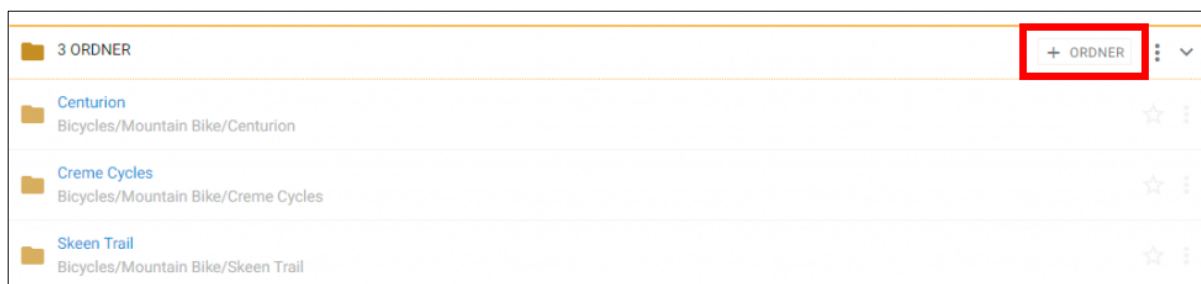 3 ORDNER
+ ORDNER
Centurion
Bicycles/Mountain Bike/Centurion
Creme Cycles
Bicycles/Mountain Bike/Creme Cycles
Skeen Trail
Bicycles/Mountain Bike/Skeen Trail